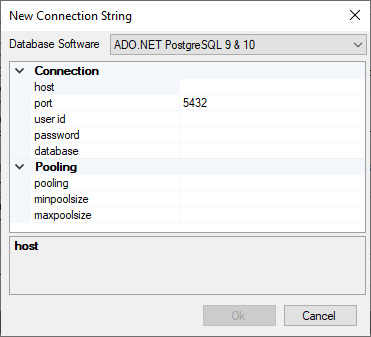 New Connection String
Database Software ADO.NET PostgreSQL 9 & 10
Connection
host
port 5432
user id
password
database
Pooling
pooling
minpoolsize
maxpoolsize
host
Ok Cancel